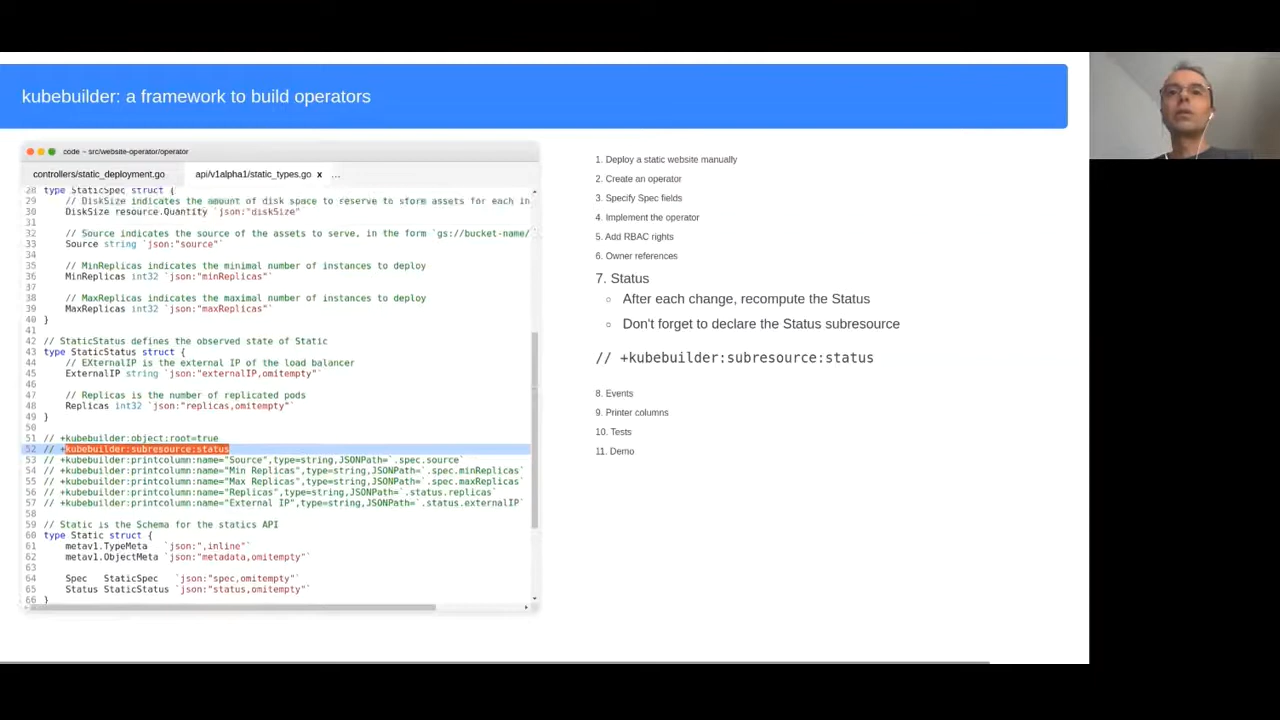 kubebuilder: a framework to build operators
code – src/website-operator/operator
controllers/static_deployment.go
api/v1alpha1/static_types.go x ...
28 type StaticSpec struct {
29 // DiskSize indicates the amount of disk space to reserve to store assets for each in
30 DiskSize resource.Quantity `json:"diskSize"
31
32 // Source indicates the source of the assets to serve, in the form `gs://bucket-name/
33 Source string `json:"source"`
34
35 // MinReplicas indicates the minimal number of instances to deploy
36 MinReplicas int32 `json:"minReplicas"`
37
38 // MaxReplicas indicates the maximal number of instances to deploy
39 MaxReplicas int32 `json:"maxReplicas"`
40 }
41
42 // StaticStatus defines the observed state of Static
43 type StaticStatus struct {
44 // EXternalIP is the external IP of the load balancer
45 ExternalIP string `json:"externalIP,omitempty"`
46
47 // Replicas is the number of replicated pods
48 Replicas int32 `json:"replicas,omitempty"`
49 }
50
51 // +kubebuilder:object:root=true
52 // +kubebuilder:subresource:status
53 // +kubebuilder:printcolumn:name="Source",type=string,JSONPath=`.spec.source`
54 // +kubebuilder:printcolumn:name="Min Replicas",type=string,JSONPath=`.spec.minReplicas`
55 // +kubebuilder:printcolumn:name="Max Replicas",type=string,JSONPath=`.spec.maxReplicas`
56 // +kubebuilder:printcolumn:name="Replicas",type=string,JSONPath=`.status.replicas`
57 // +kubebuilder:printcolumn:name="External IP",type=string,JSONPath=`.status.externalIP`
58
59 // Static is the Schema for the statics API
60 type Static struct {
61 metav1.TypeMeta `json:",inline"`
62 metav1.ObjectMeta `json:"metadata,omitempty"`
63
64 Spec StaticSpec `json:"spec,omitempty"`
65 Status StaticStatus `json:"status,omitempty"`
66 }
1. Deploy a static website manually
2. Create an operator
3. Specify Spec fields
4. Implement the operator
5. Add RBAC rights
6. Owner references
7. Status
After each change, recompute the Status
Don't forget to declare the Status subresource
// +kubebuilder:subresource:status
8. Events
9. Printer columns
10. Tests
11. Demo